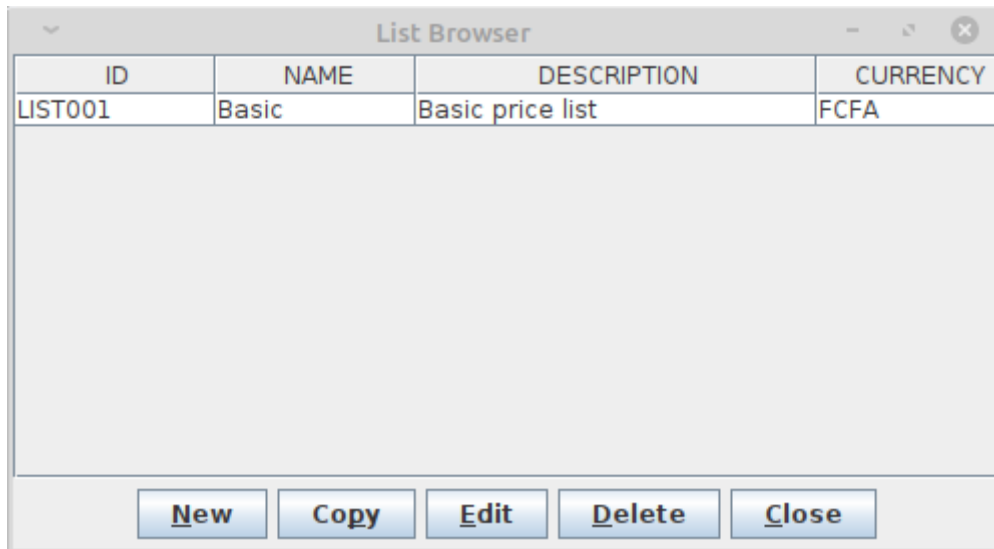 List Browser
ID NAME DESCRIPTION CURRENCY
LIST001 Basic Basic price list FCFA
New Copy Edit Delete Close